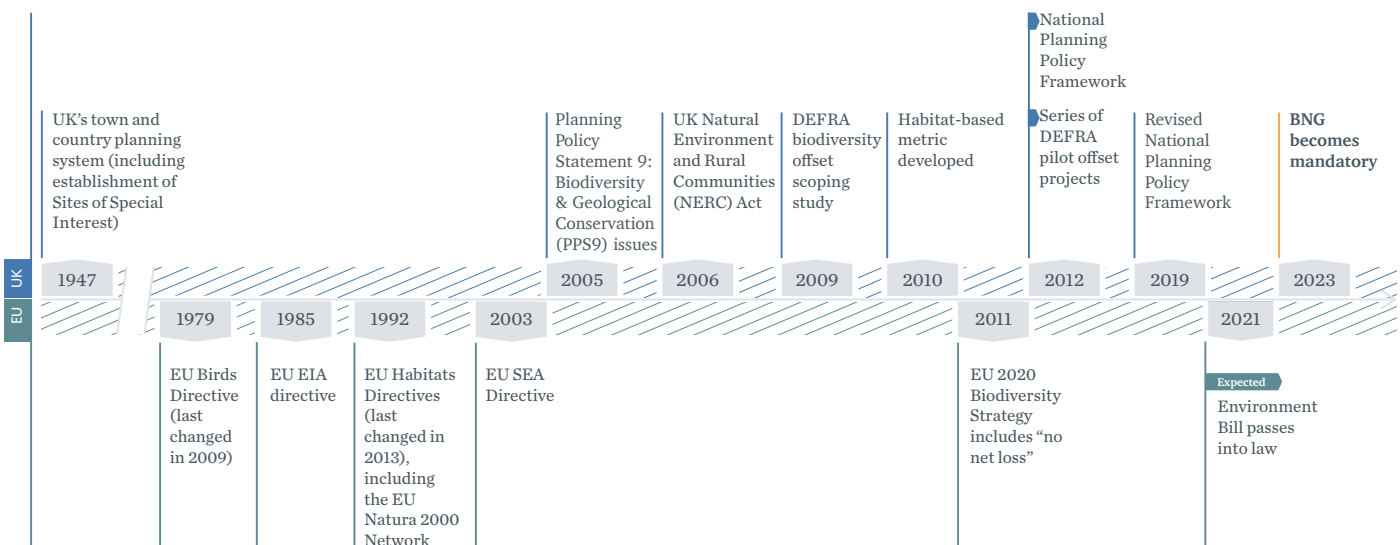 National
Planning
Policy
Framework
UK's town and
country planning
system (including
establishment of
Sites of Special
Interest)
Planning
Policy
Statement 9:
Biodiversity
& Geological
Conservation
(PPS9) issues
UK Natural
Environment
and Rural
Communities
(NERC) Act
DEFRA
biodiversity
offset
scoping
study
Habitat-based
metric
developed
Series of
DEFRA
pilot offset
projects
Revised
National
Planning
Policy
Framework
BNG
becomes
mandatory
UK
1947
2005
2006
2009
2010
2012
2019
2023
EU
1979
1985
1992
2003
2011
2021
EU Birds
Directive
(last
changed
in 2009)
EU EIA
directive
EU Habitats
Directives
(last
changed in
2013),
including
the EU
Natura 2000
Network
EU SEA
Directive
EU 2020
Biodiversity
Strategy
includes “no
net loss”
Expected
Environment
Bill passes
into law